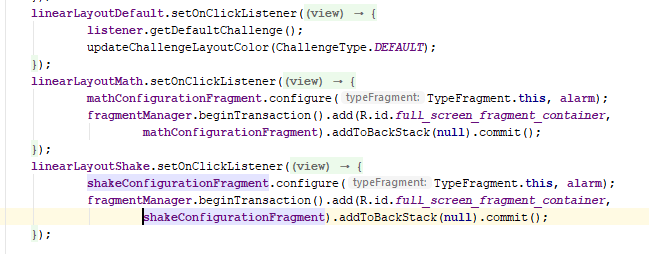 linearLayoutDefault.setOnClickListener((view) → {
listener.getDefaultChallenge();
updateChallengeLayoutColor(ChallengeType.DEFAULT);
});
linearLayoutMath.setOnClickListener((view) → {
mathConfigurationFragment.configure( typeFragment: TypeFragment.this, alarm);
fragmentManager.beginTransaction().add(R.id.full_screen_fragment_container,
mathConfigurationFragment).addToBackStack(null).commit();
});
linearLayoutShake.setOnClickListener((view) → {
shakeConfigurationFragment.configure( typeFragment: TypeFragment.this, alarm);
fragmentManager.beginTransaction().add(R.id.full_screen_fragment_container,
shakeConfigurationFragment).addToBackStack(null).commit();
});